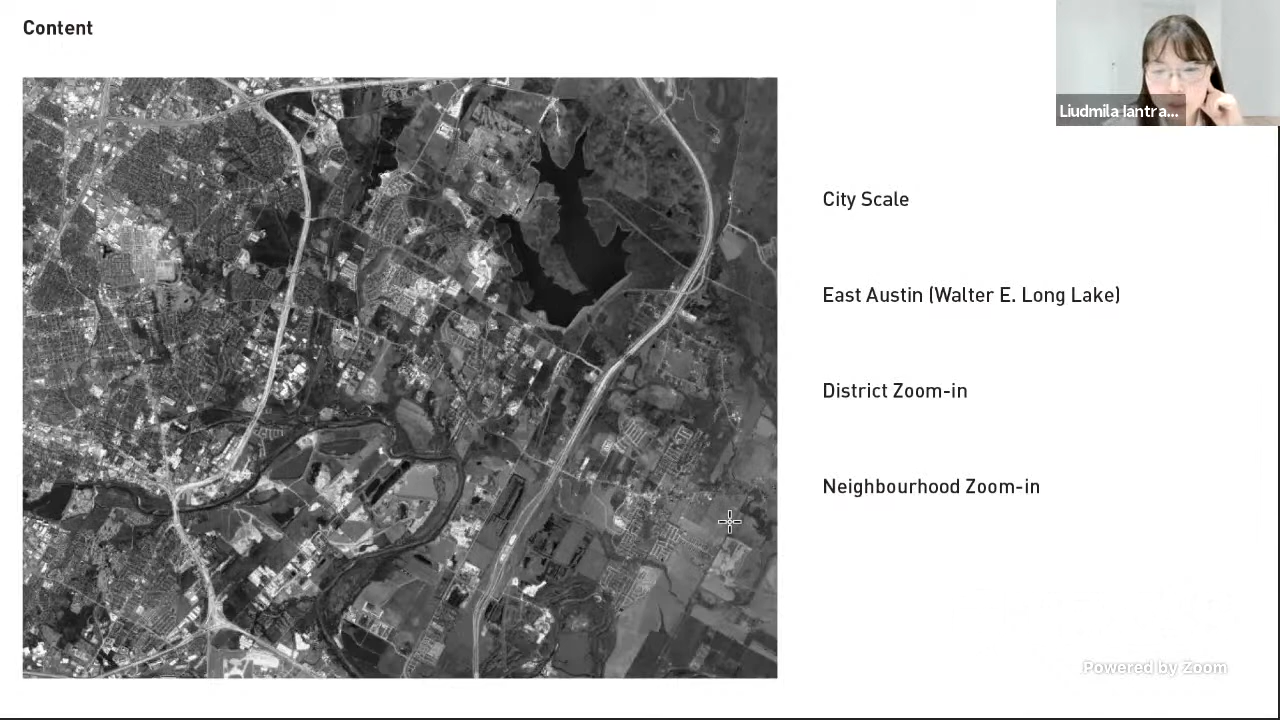 Content
Liudmila Iantra...
City Scale
East Austin (Walter E. Long Lake)
District Zoom-in
Neighbourhood Zoom-in
Powered by Zoom